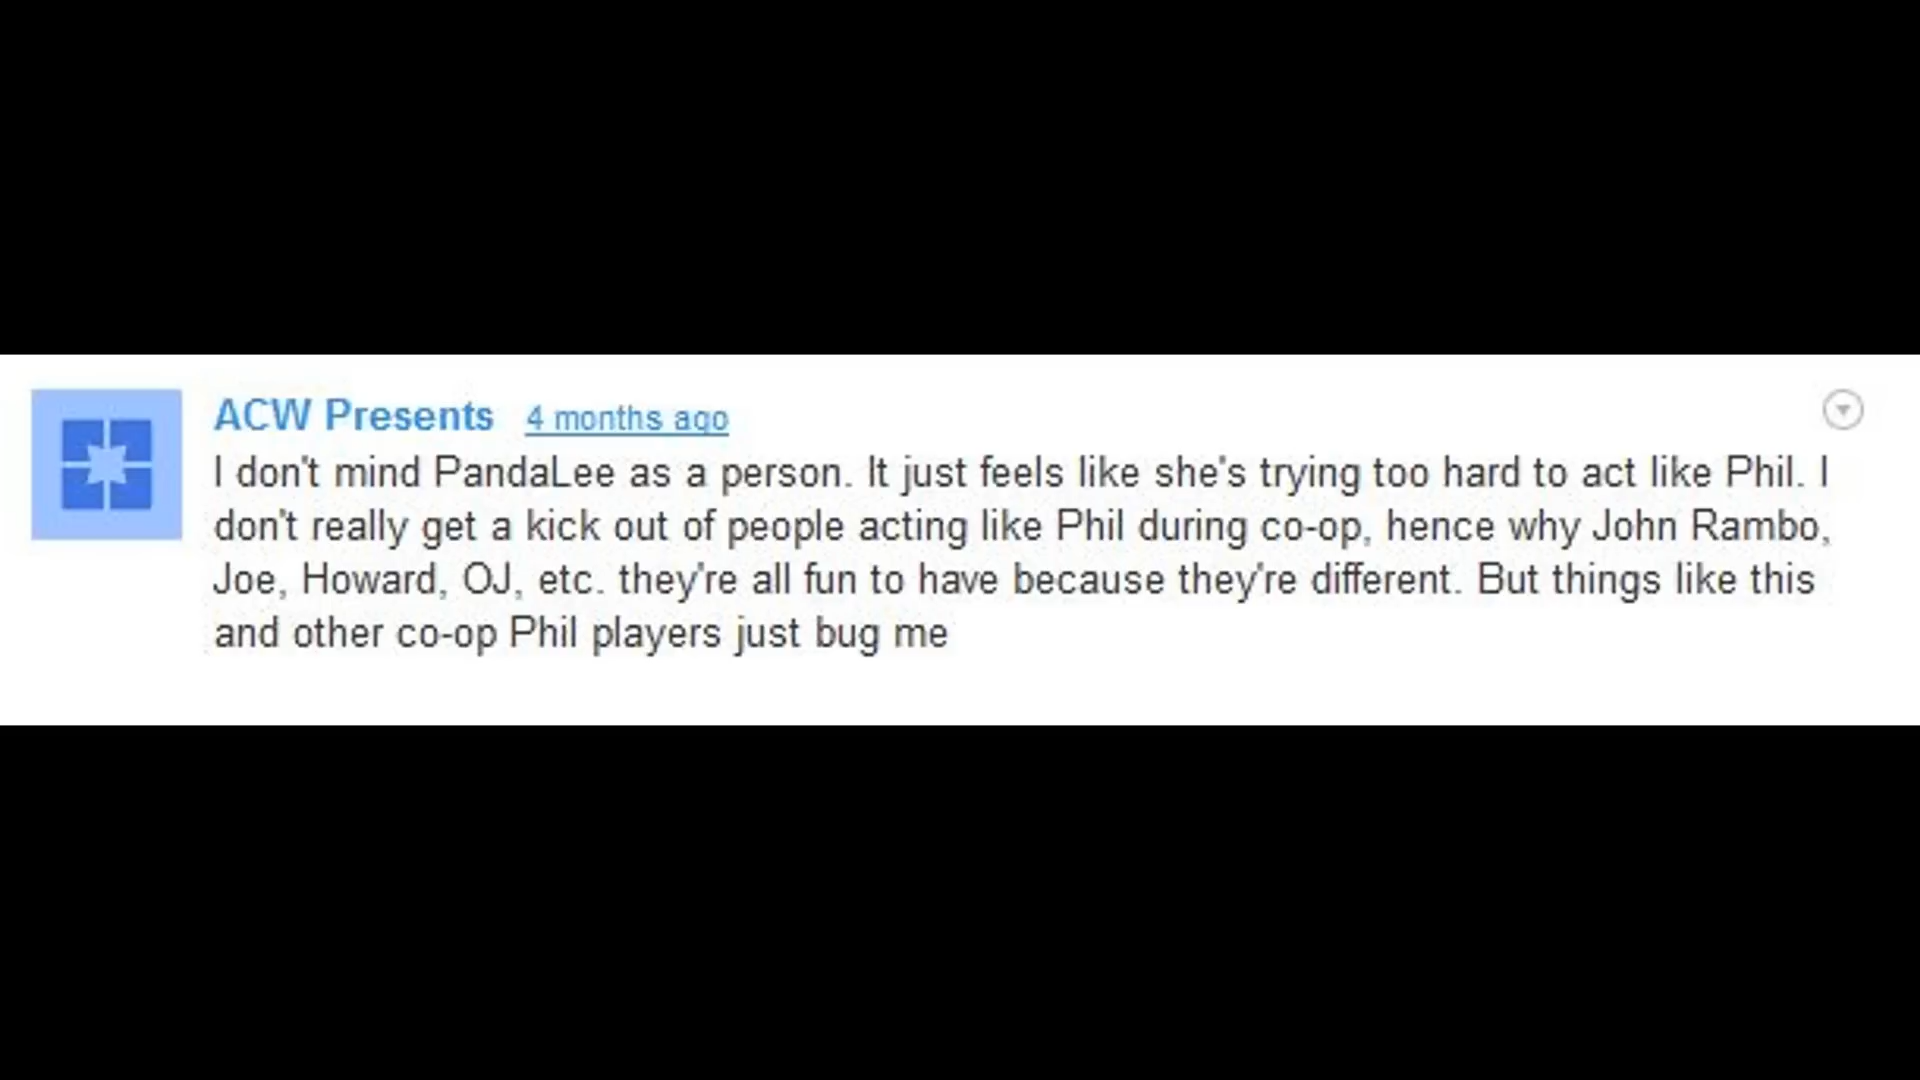 ACW Presents 4 months ago
I don't mind PandaLee as a person. It just feels like she's trying too hard to act like Phil. I
don't really get a kick out of people acting like Phil during co-op, hence why John Rambo,
Joe, Howard, OJ, etc. they're all fun to have because they're different. But things like this
and other co-op Phil players just bug me